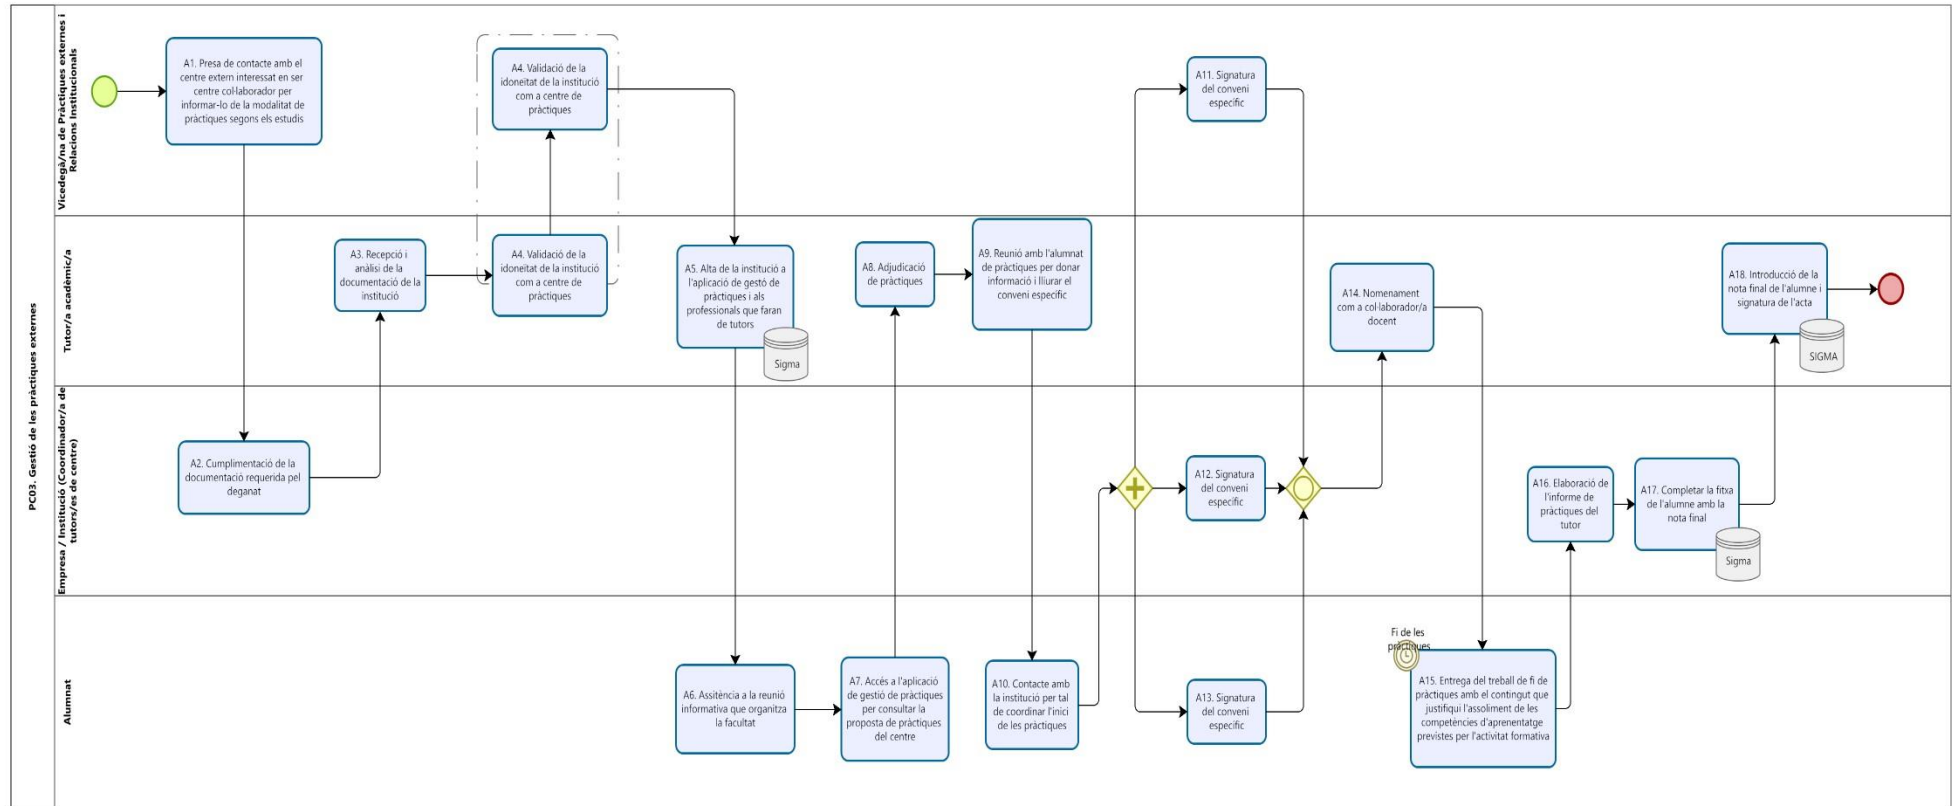 PC03. Gestió de les pràctiques externes
Vicedegà/na de Pràctiques externes i
Relacions Institucionals
A1. Presa de contacte amb el
centre extern interessat en ser
centre col·laborador per
informar-lo de la modalitat de
pràctiques segons els estudis
A4. Validació de la
idoneïtat de la institució
com a centre de
pràctiques
A11. Signatura
del conveni
específic
Tutor/a acadèmic/a
A3. Recepció i
anàlisi de la
documentació de la
institució
A4. Validació de la
idoneïtat de la institució
com a centre de
pràctiques
A5. Alta de la institució a
l'aplicació de gestó de
pràctiques i als
professionals que faran
de tutors
Sigma
A8. Adjudicació
de pràctiques
A9. Reunió amb l'alumnat
de pràctiques per donar
informació i lliurar el
conveni específic
A14. Nomenament
com a col·laborador/a
docent
A18. Introducció de la
nota final de l'alumne i
signatura de l'acta
SIGMA
Empresa / Institució (Coordinador/a de
tutors/es de centre)
A2. Cumplimentació de la
documentació requerida pel
deganat
A12. Signatura
del conveni
específic
A16. Elaboració de
l'informe de
pràctiques del
tutor
A17. Completar la fitxa
de l'alumne amb la
nota final
Sigma
Alumnat
A6. Assitència a la reunió
informativa que organitza
la facultat
A7. Accés a l'aplicació
de gestió de pràctiques
per consultar la
proposta de pràctiques
del centre
A10. Contacte amb
la institució per tal
de coordinar l'inici
de les pràctiques
A13. Signatura
del conveni
específic
Fi de les
pràctiques
A15. Entrega del treball de fi de
pràctiques amb el contingut que
justifiqui l'assoliment de les
competències d'aprenentatge
previstes per l'activitat formativa